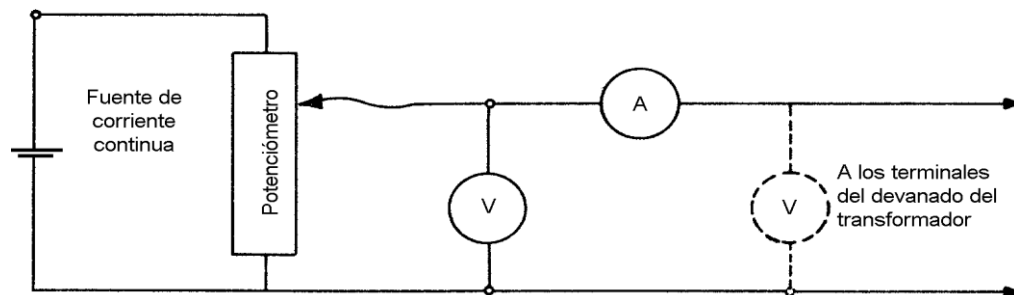 Fuente de
corriente
continua
Potenciómetro
V
A
V
A los terminales
del devanado del
transformador